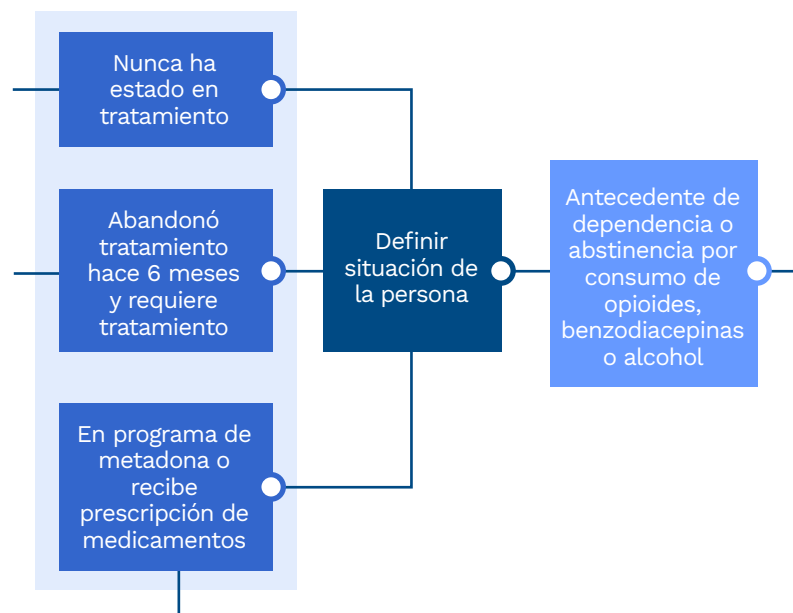 Nunca ha
estado en
tratamiento
Abandonó
tratamiento
hace 6 meses
y requiere
tratamiento
En programa de
metadona o
recibe
prescripción de
medicamentos
Definir
situación de
la persona
Antecedente de
dependencia o
abstinencia por
consumo de
opioides,
benzodiacepinas
o alcohol